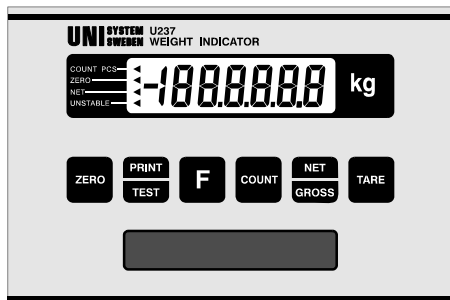 UNI SYSTEM SWEDEN U237 WEIGHT INDICATOR
COUNT PCS
ZERO
NET
UNSTABLE
-188.8.8.8.8 kg
ZERO
PRINT
TEST
F
COUNT
NET
GROSS
TARE